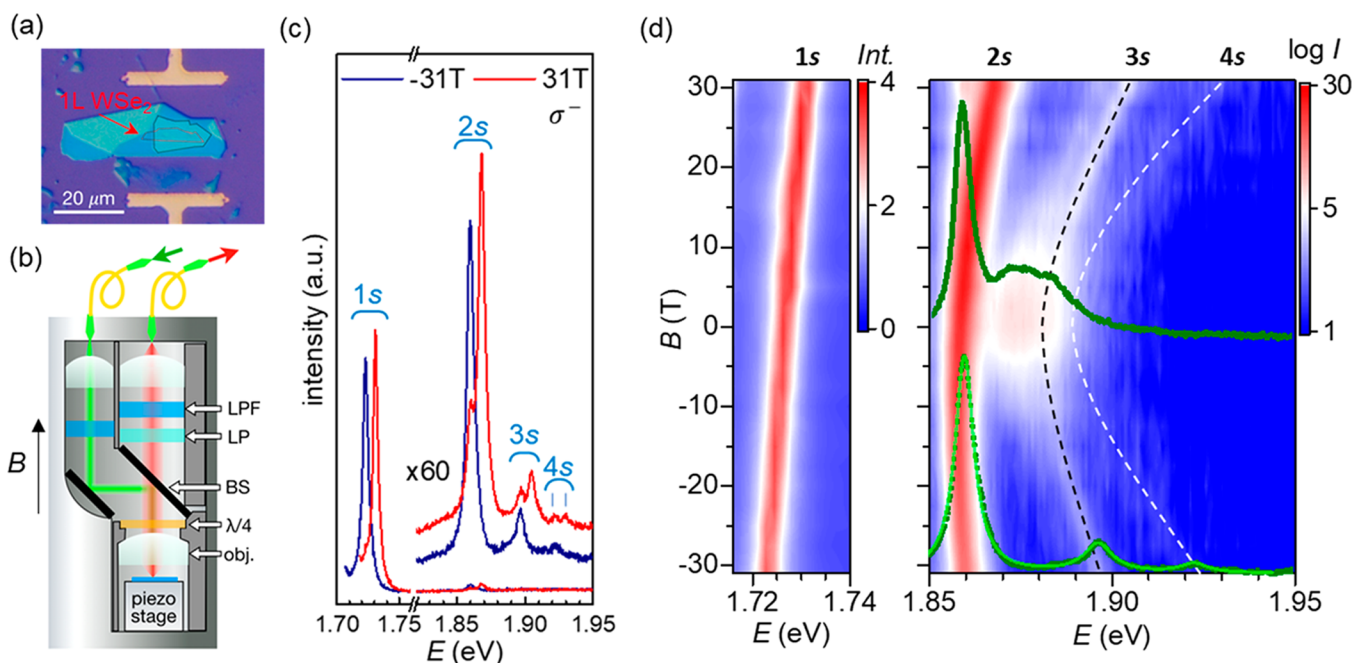 (a)
1L WSe2
20 μm
(b)
B
LPF
LP
BS
λ/4
obj.
piezo
stage
(c)
-31T 31T
σ−
2s
1s
3s
x60
4s
intensity (a.u.)
1.70 1.75 1.85 1.90 1.95
E (eV)
(d)
1s Int.
2s 3s 4s log I
30
20
10
0
-10
-20
-30
B (T)
4
2
0
30
5
1
1.72 1.74
E (eV)
1.85 1.90 1.95
E (eV)